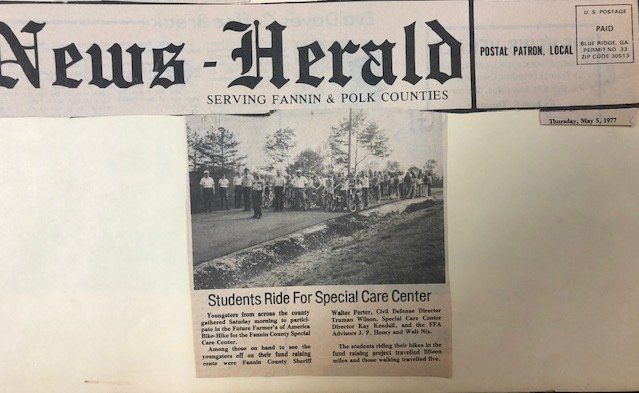 News-Herald
SERVING FANNIN & POLK COUNTIES
POSTAL PATRON, LOCAL
U. S. POSTAGE
PAID
BLUE RIDGE, GA
PERMIT NO. 33
ZIP CODE 30513
Thursday, May 5, 1977
Students Ride For Special Care Center
Youngsters from across the county
gathered Satuday morning to partici-
pate in the Future Farmer's of America
Bike-Hike for the Fannin County Special
Care Center.
Among those on hand to see the
youngsters off on their fund raising
route were Fannin County Sheriff
Walter Porter, Civil Defense Director
Truman Wilson, Special Care Center
Director Kay Kendall, and the FFA
Advisors J. P. Henry and Walt Nix.
The students riding their bikes in the
fund raising project travelled fifteen
miles and those walking travelled five.